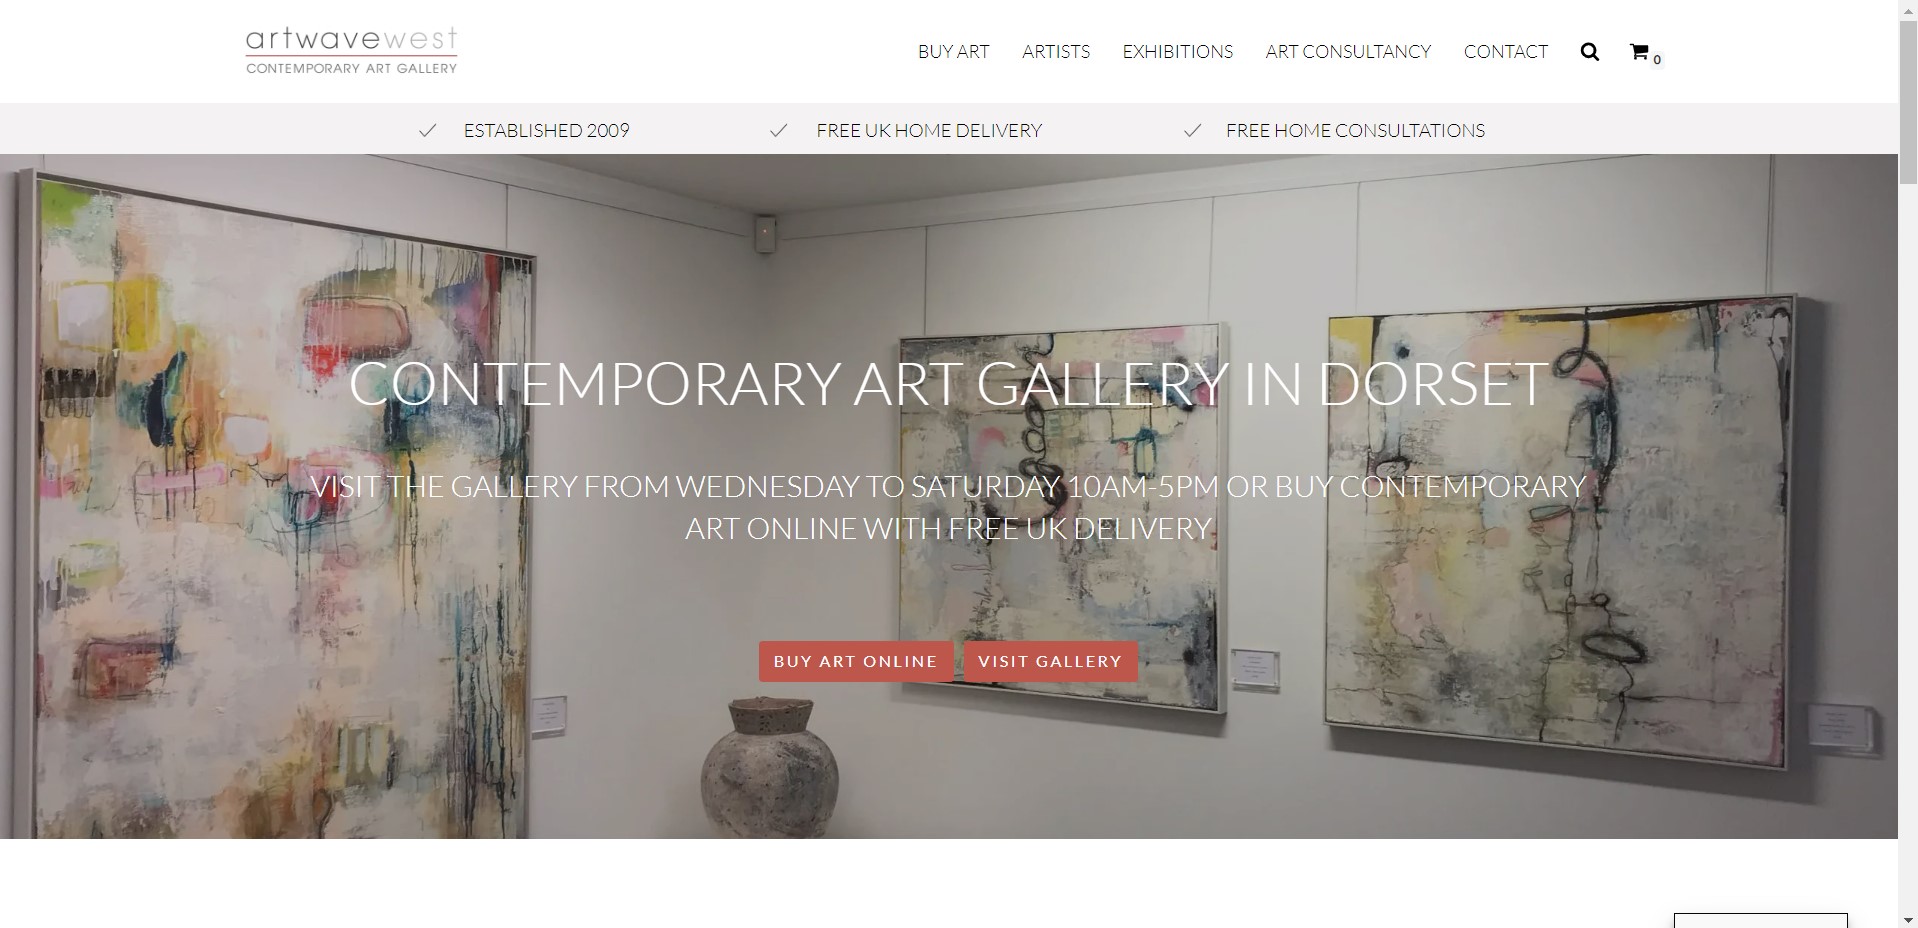 artwavewest
CONTEMPORARY ART GALLERY
BUY ART
ARTISTS
EXHIBITIONS
ART CONSULTANCY
CONTACT
0
ESTABLISHED 2009
FREE UK HOME DELIVERY
FREE HOME CONSULTATIONS
CONTEMPORARY ART GALLERY IN DORSET
VISIT THE GALLERY FROM WEDNESDAY TO SATURDAY 10AM-5PM OR BUY CONTEMPORARY
ART ONLINE WITH FREE UK DELIVERY
BUY ART ONLINE
VISIT GALLERY